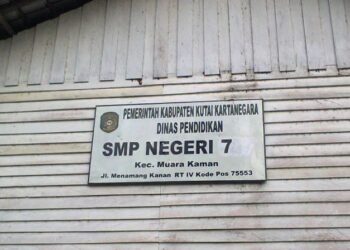 PEMERINTAH KABUPATEN KUTAI KARTANEGARA
DINAS PENDIDIKAN
SMP NEGERI 7
Kec. Muara Kaman
Jl. Menamang Kanan RT IV Kode Pos 75553